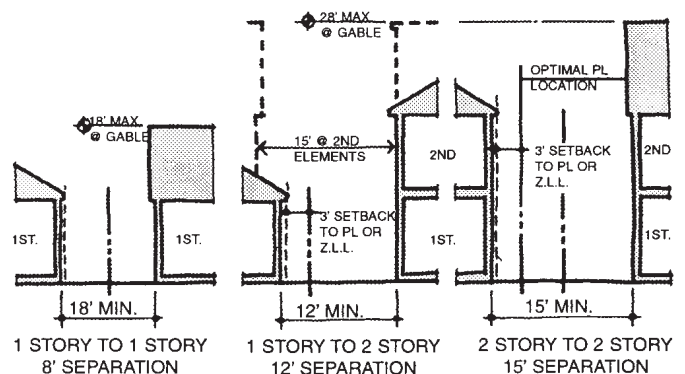 28' MAX
@ GABLE
18' MAX
@ GABLE
1ST.
1ST.
18' MIN.
1 STORY TO 1 STORY
8' SEPARATION
15' @ 2ND
ELEMENTS
2ND
3' SETBACK
TO PL OR
Z.L.L.
1ST.
12' MIN.
1 STORY TO 2 STORY
12' SEPARATION
OPTIMAL PL
LOCATION
3' SETBACK
TO PL OR
Z.L.L.
2ND
1ST.
15' MIN.
2 STORY TO 2 STORY
15' SEPARATION